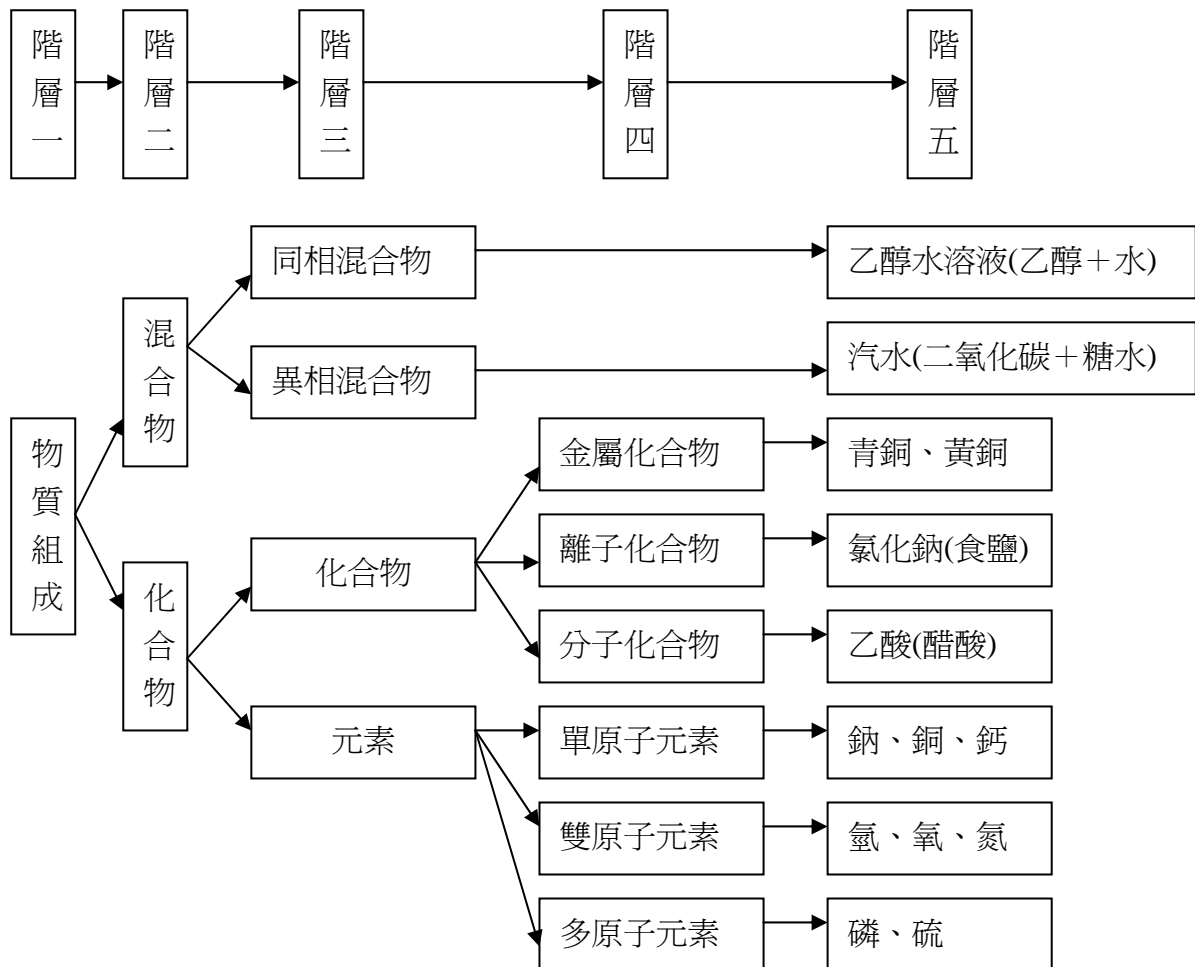 階層一
階層二
階層三
階層四
階層五
物質組成
混合物
化合物
同相混合物
乙醇水溶液(乙醇＋水)
異相混合物
汽水(二氧化碳＋糖水)
化合物
金屬化合物
青銅、黃銅
離子化合物
氯化鈉(食鹽)
分子化合物
乙酸(醋酸)
元素
單原子元素
鈉、銅、鈣
雙原子元素
氫、氧、氮
多原子元素
磷、硫